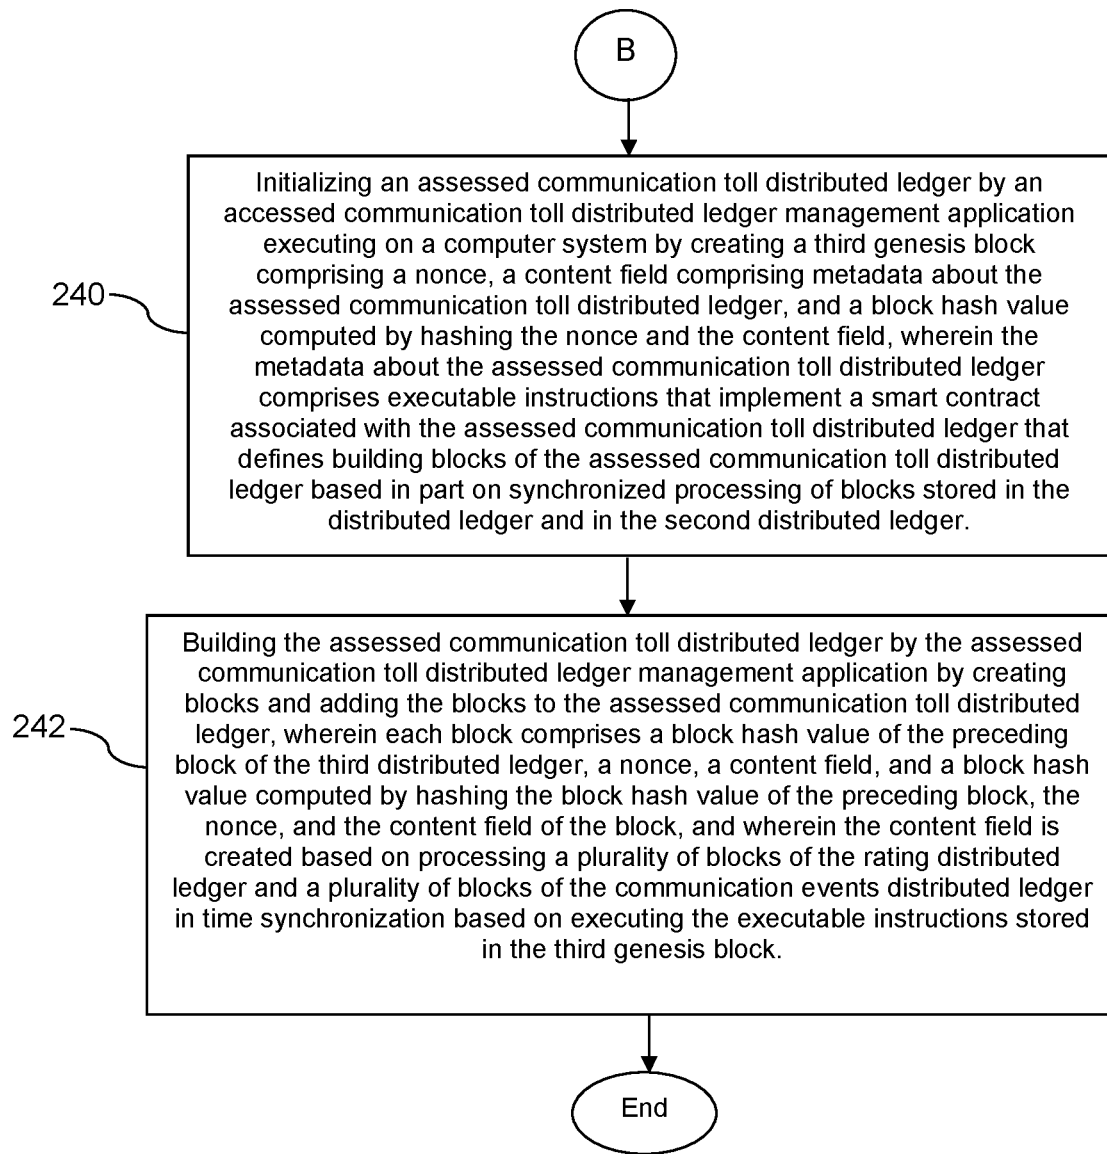 B
Initializing an assessed communication toll distributed ledger by an
accessed communication toll distributed ledger management application
executing on a computer system by creating a third genesis block
comprising a nonce, a content field comprising metadata about the
240
assessed communication toll distributed ledger, and a block hash value
computed by hashing the nonce and the content field, wherein the
metadata about the assessed communication toll distributed ledger
comprises executable instructions that implement a smart contract
associated with the assessed communication toll distributed ledger that
defines building blocks of the assessed communication toll distributed
ledger based in part on synchronized processing of blocks stored in the
distributed ledger and in the second distributed ledger.
Building the assessed communication toll distributed ledger by the assessed
communication toll distributed ledger management application by creating
blocks and adding the blocks to the assessed communication toll distributed
242
ledger, wherein each block comprises a block hash value of the preceding
block of the third distributed ledger, a nonce, a content field, and a block hash
value computed by hashing the block hash value of the preceding block, the
nonce, and the content field of the block, and wherein the content field is
created based on processing a plurality of blocks of the rating distributed
ledger and a plurality of blocks of the communication events distributed ledger
in time synchronization based on executing the executable instructions stored
in the third genesis block.
End